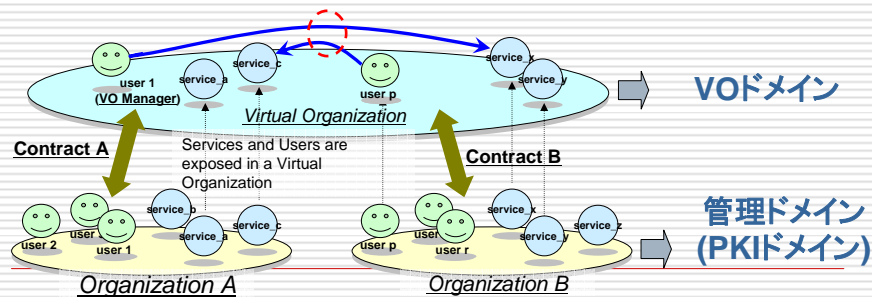 user 1
(VO Manager)
service_a
service_c
user p
service_x
service_y
Virtual Organization
VOドメイン
Contract A
Services and Users are
exposed in a Virtual
Organization
Contract B
user 2
user
user 1
service_b
service_a
service_c
Organization A
user p
user
user r
service_x
service_y
service_z
Organization B
管理ドメイン
(PKIドメイン)